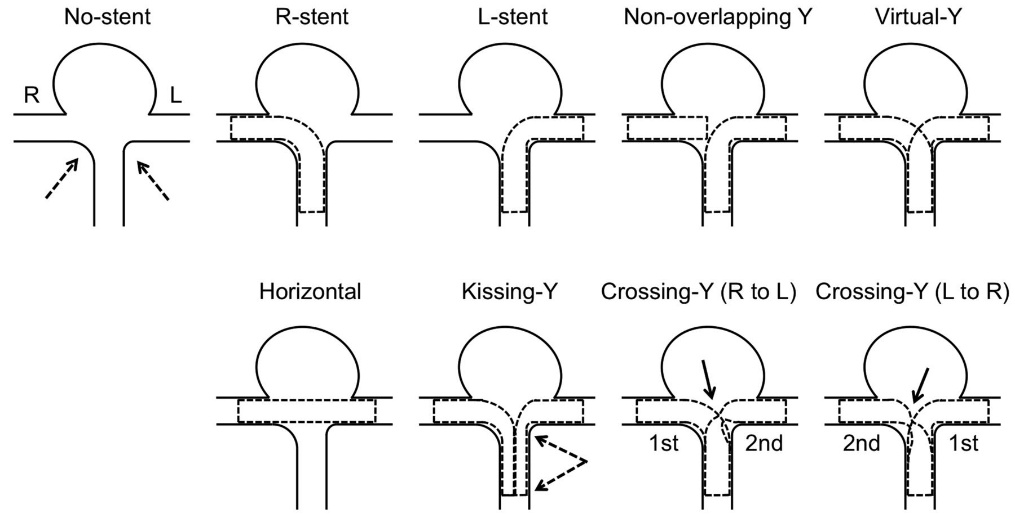 No-stent
R-stent
L-stent
Non-overlapping Y
Virtual-Y
R
L
Horizontal
Kissing-Y
Crossing-Y (R to L)
Crossing-Y (L to R)
1st
2nd
2nd
1st